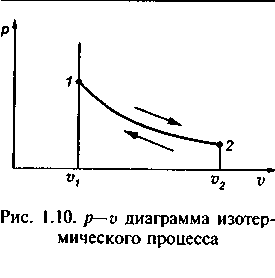 p
1
2
v₁
v₂
v
Рис. 1.10. p—v диаграмма изотер-
мического процесса